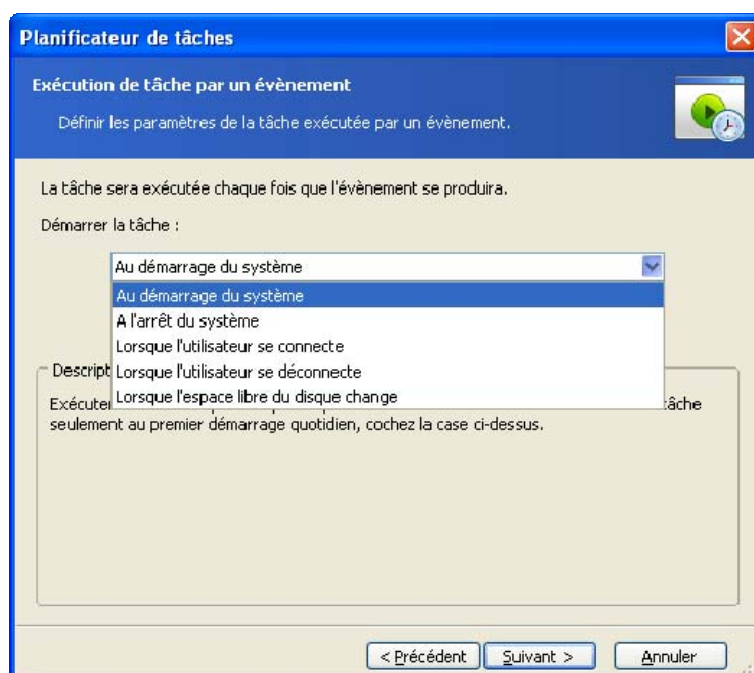 Planificateur de tâches
Exécution de tâche par un évènement
Définir les paramètres de la tâche exécutée par un évènement.
La tâche sera exécutée chaque fois que l'évènement se produira.
Démarrer la tâche :
Au démarrage du système
Au démarrage du système
A l'arrêt du système
Lorsque l'utilisateur se connecte
Lorsque l'utilisateur se déconnecte
Lorsque l'espace libre du disque change
Descript
Exécuter tâche
seulement au premier démarrage quotidien, cochez la case ci-dessus.
< Précédent
Suivant >
Annuler